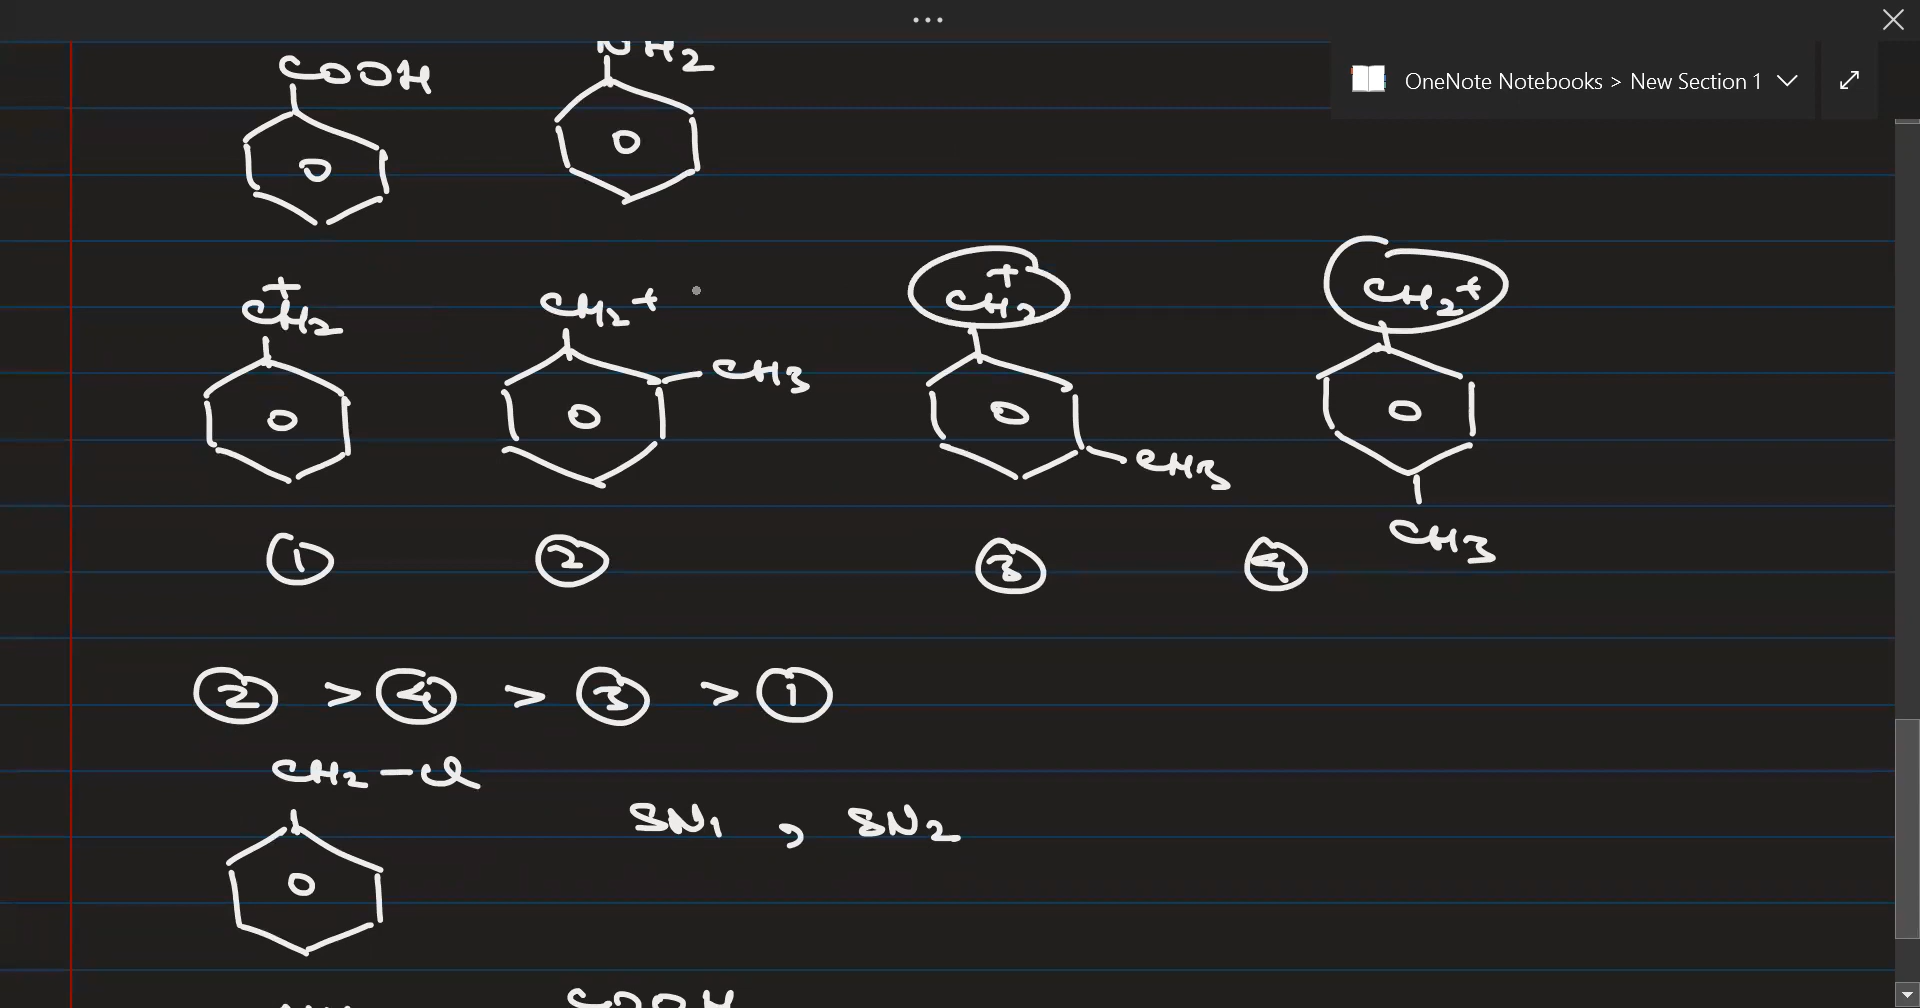 ...
OneNote Notebooks > New Section 1
COOH NH2
+
CH2 CH2+ +
CH2 CH2+
CH3
CH3
CH3
1 2 3 4
2 > 4 > 3 > 1
CH2-Cl
SN1 , SN2
COOH